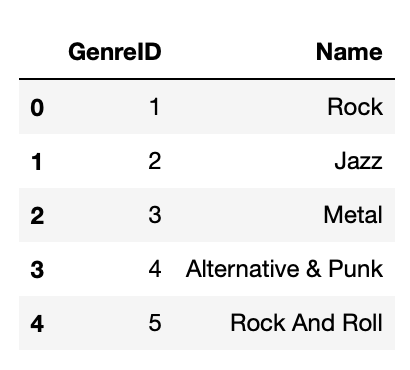 GenreID Name
0 1 Rock
1 2 Jazz
2 3 Metal
3 4 Alternative & Punk
4 5 Rock And Roll